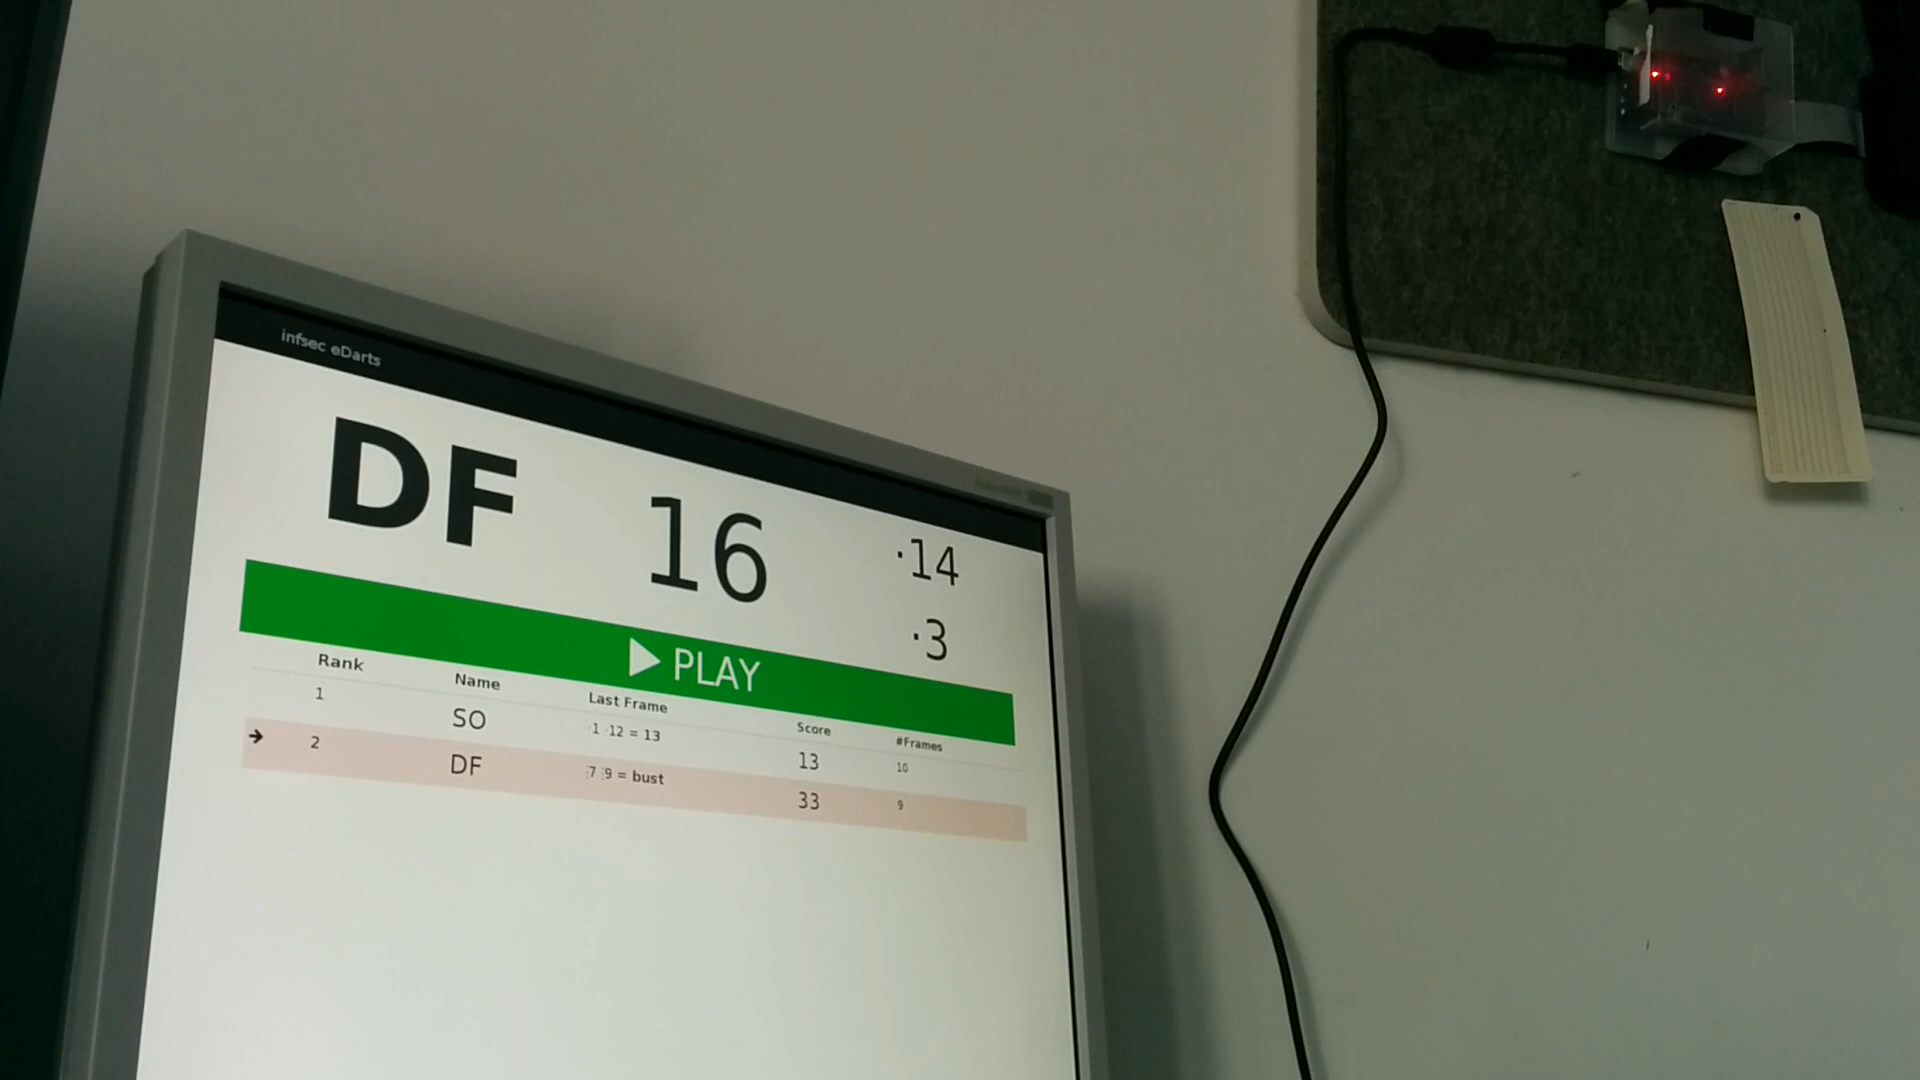 infsec eDarts
DF 16 ·14
·3
PLAY
Rank Name Last Frame Score #Frames
1 SO ·1 ·12 = 13 13 10
2 DF :7 :9 = bust 33 9